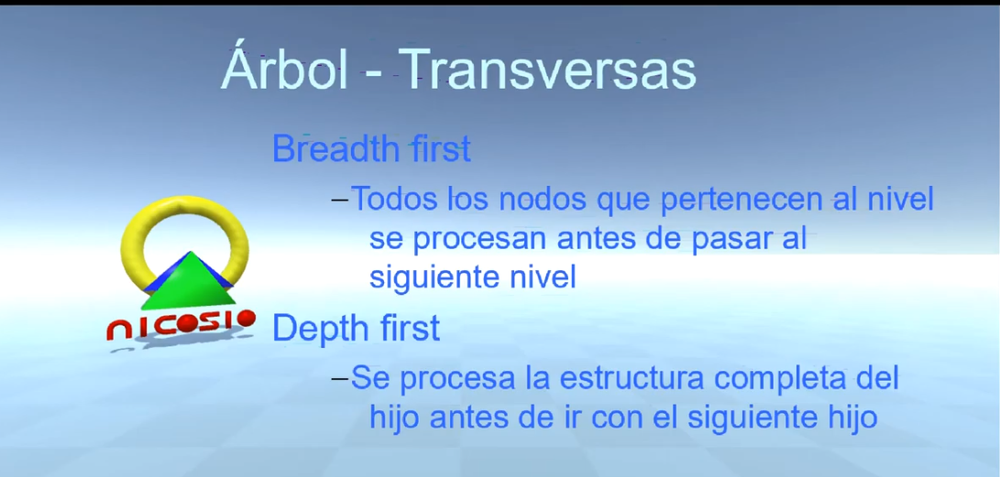 Árbol - Transversas
Breadth first
–Todos los nodos que pertenecen al nivel
se procesan antes de pasar al
siguiente nivel
nicosio
Depth first
–Se procesa la estructura completa del
hijo antes de ir con el siguiente hijo